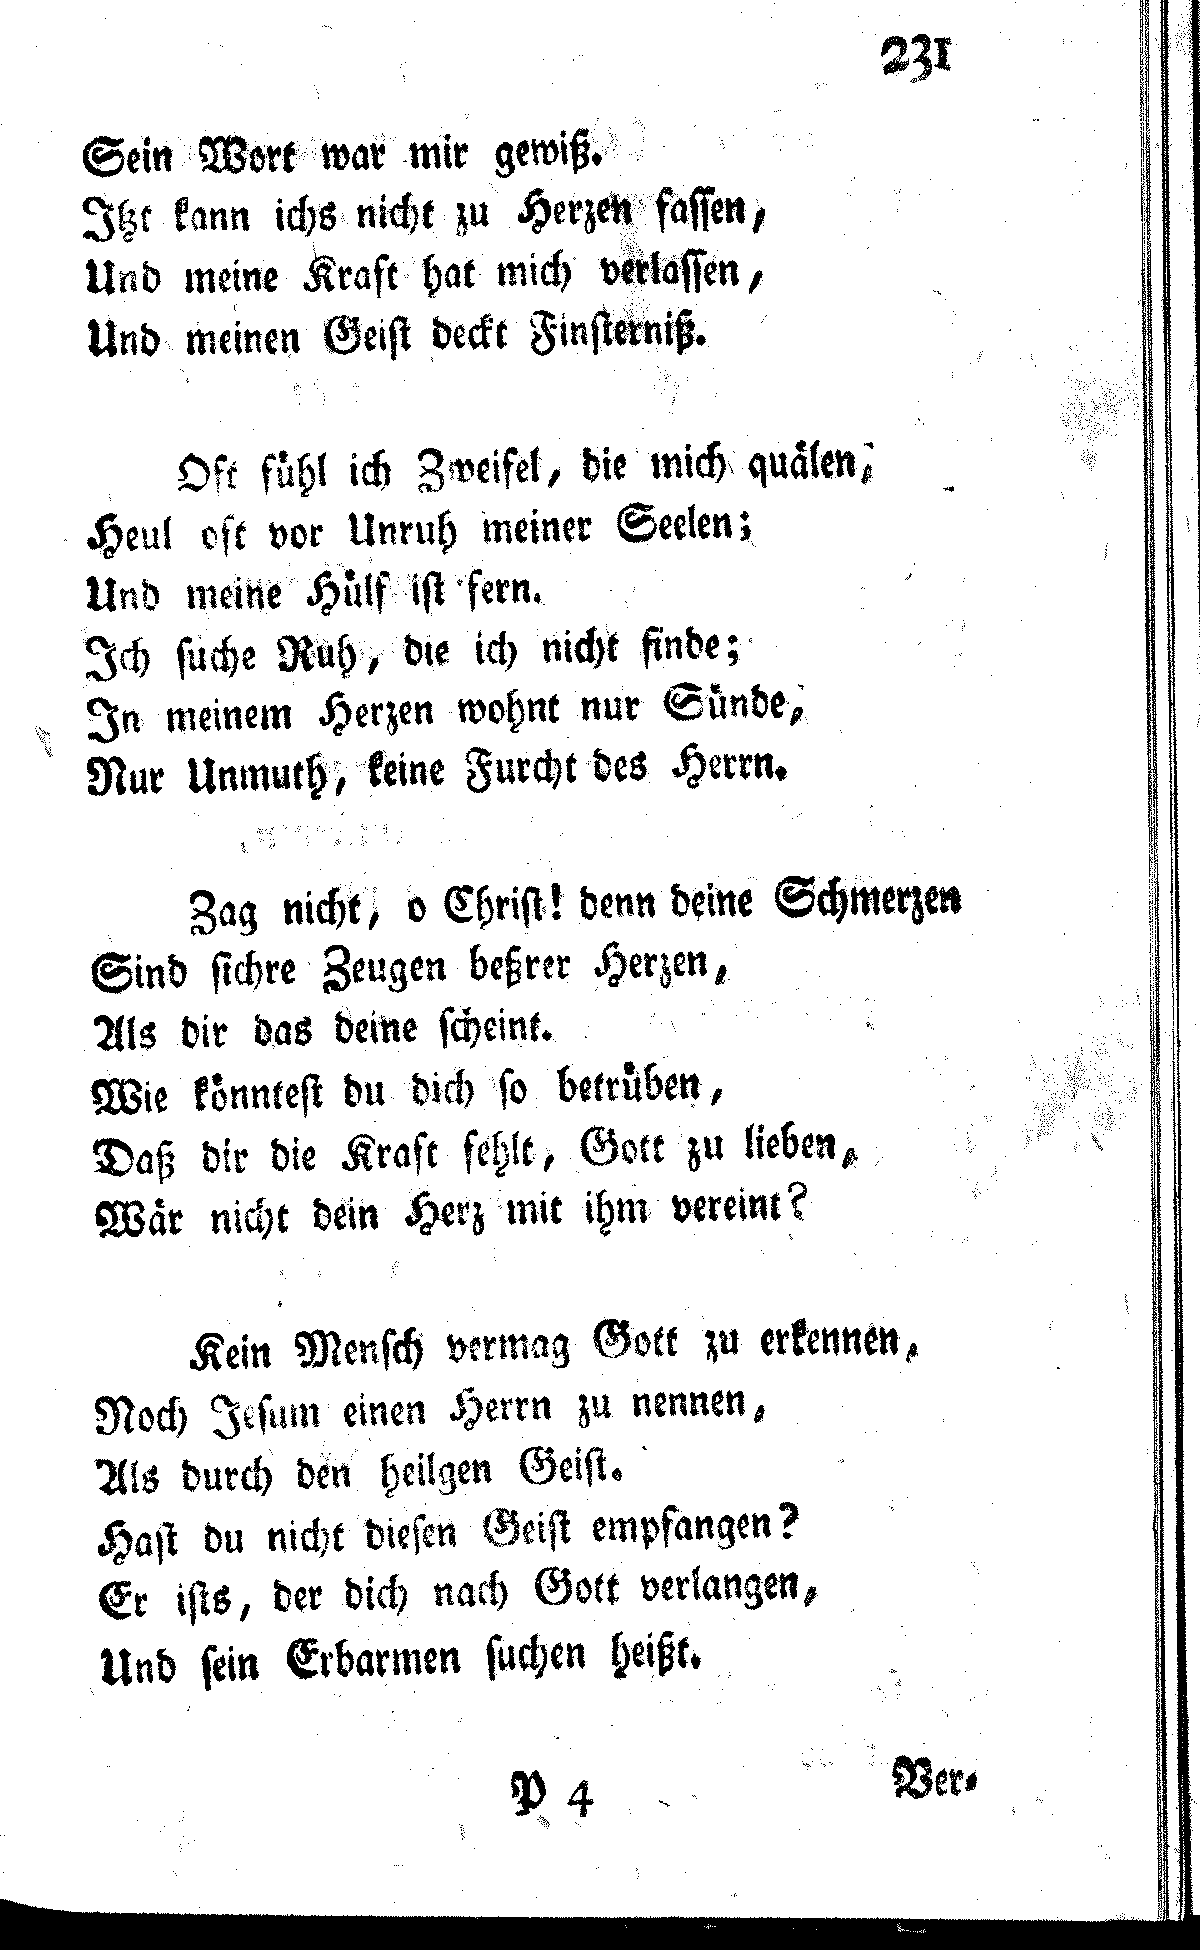 231
Sein Wort war mir gewiß.
Itzt kann ichs nicht zu Herzen fassen,
Und meine Kraft hat mich verlassen,
Und meinen Geist deckt Finsterniß.
Oft fühl ich Zweifel, die mich quälen,
Heul oft vor Unruh meiner Seelen;
Und meine Hülf ist fern.
Ich suche Ruh, die ich nicht finde;
In meinem Herzen wohnt nur Sünde,
Nur Unmuth, keine Furcht des Herrn.
Zag nicht, o Christ! denn deine Schmerzen
Sind sichre Zeugen beßrer Herzen,
Als dir das deine scheint.
Wie könntest du dich so betrüben,
Daß dir die Kraft fehlt, Gott zu lieben,
Wär nicht dein Herz mit ihm vereint?
Kein Mensch vermag Gott zu erkennen,
Noch Jesum einen Herrn zu nennen,
Als durch den heilgen Geist.
Hast du nicht diesen Geist empfangen?
Er ists, der dich nach Gott verlangen,
Und sein Erbarmen suchen heißt.
P 4 Ver-